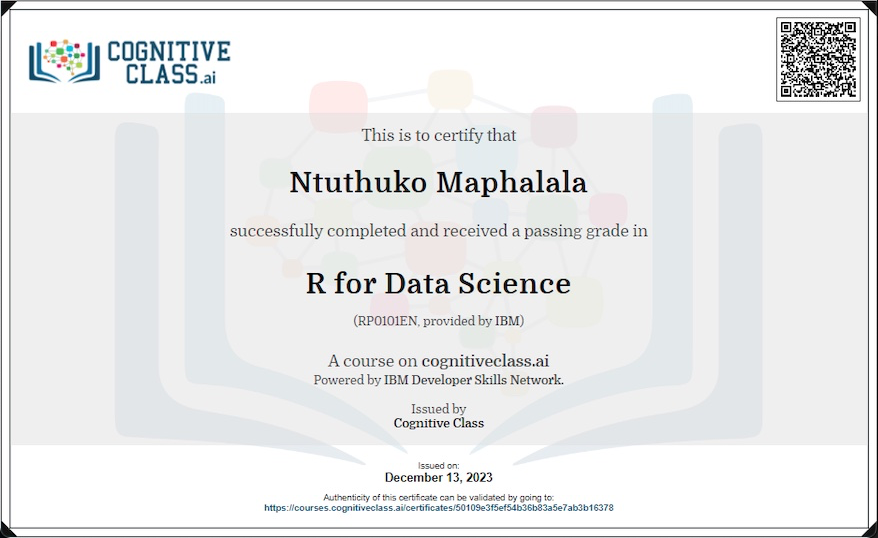 COGNITIVE
CLASS.ai
This is to certify that
Ntuthuko Maphalala
successfully completed and received a passing grade in
R for Data Science
(RP0101EN, provided by IBM)
A course on cognitiveclass.ai
Powered by IBM Developer Skills Network.
Issued by
Cognitive Class
Issued on:
December 13, 2023
Authenticity of this certificate can be validated by going to:
https://courses.cognitiveclass.ai/certificates/50109e3f5ef54b36b83a5e7ab3b16378